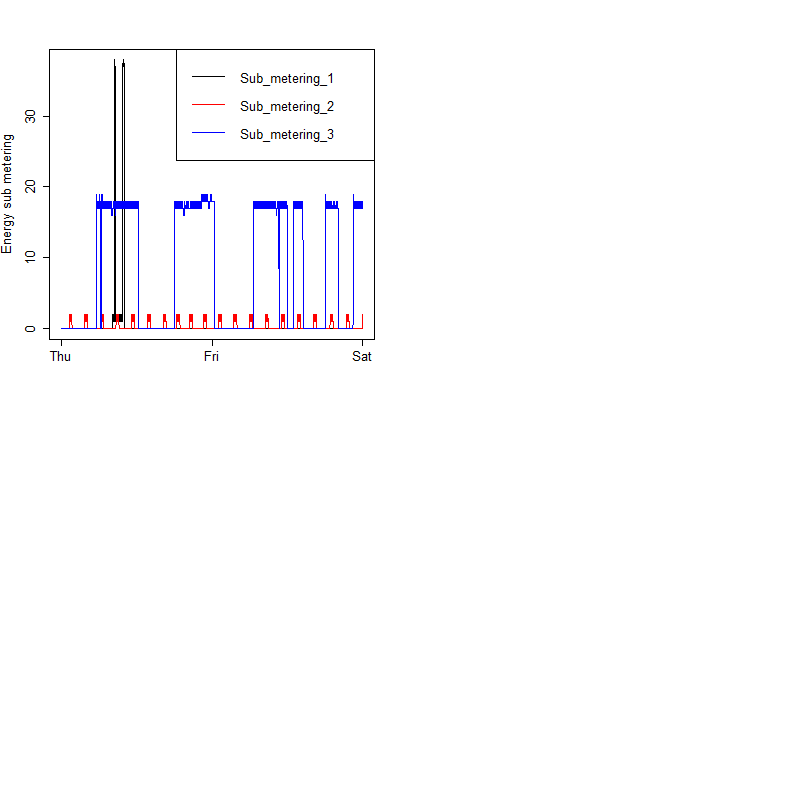 Sub_metering_1
Sub_metering_2
Sub_metering_3
Energy sub metering
30
20
10
0
Thu Fri Sat